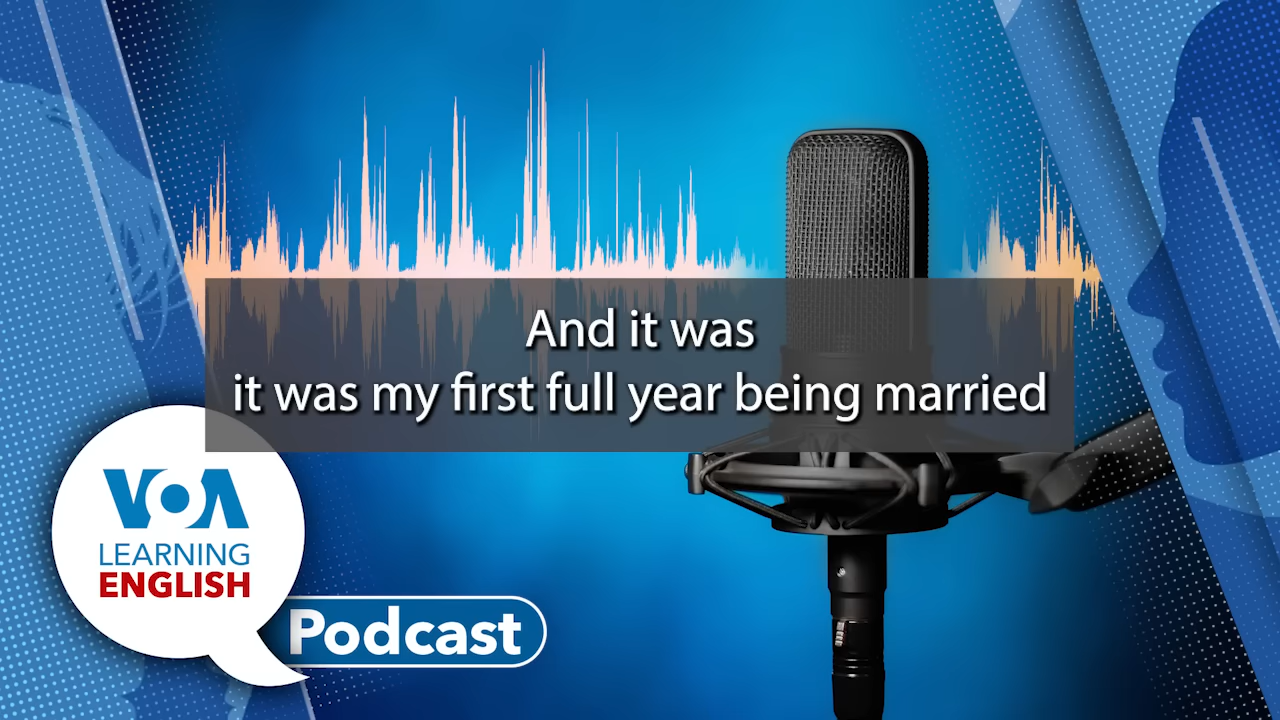 And it was
it was my first full year being married
VOA
LEARNING
ENGLISH
Podcast